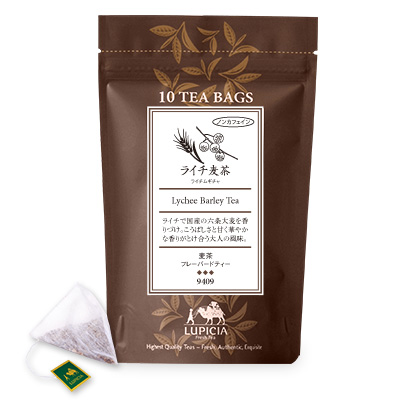 10 TEA BAGS
ノンカフェイン
ライチ麦茶
ライチムギチャ
Lychee Barley Tea
ライチで国産の六条大麦を香
りづけ。こうばしさと甘く華やか
な香りがとけ合う大人の風味。
麦茶
フレーバードティー
9409
LUPICIA
Fresh Tea
Highest Quality Teas – Fresh, Authentic, Exquisite
LUPICIA